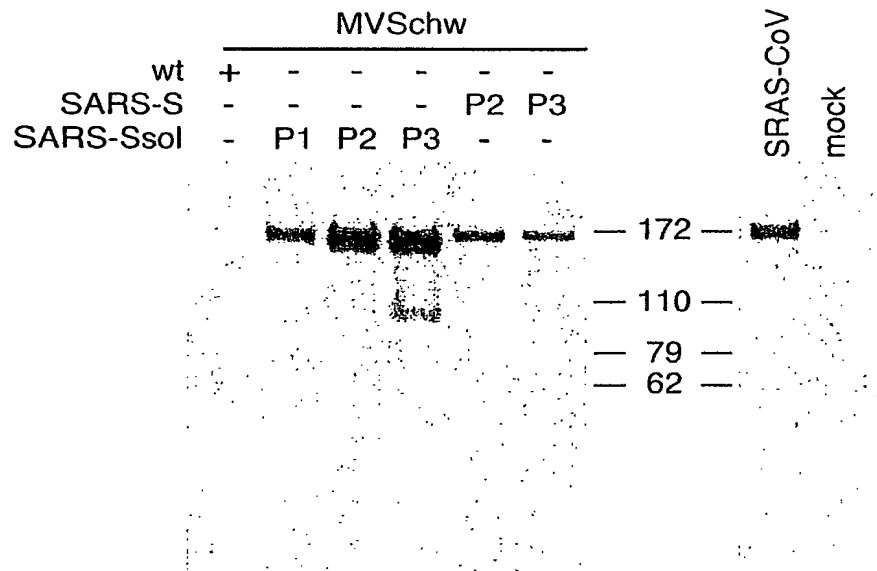 MVSchw
wt + - - - - -
SARS-S - - - - P2 P3
SARS-Ssol - P1 P2 P3 - -
SRAS-CoV
mock
— 172 —
— 110 —
— 79 —
— 62 —